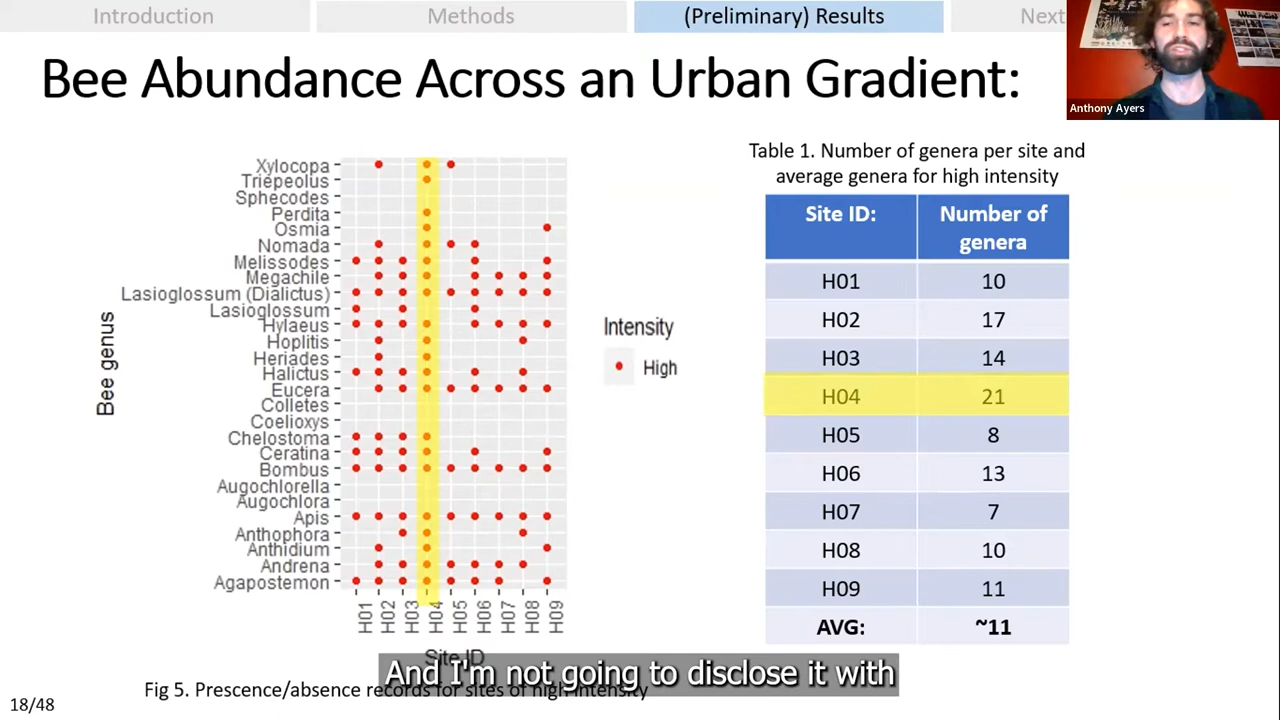 Introduction
Methods
(Preliminary) Results
Next
Bee Abundance Across an Urban Gradient:
Anthony Ayers
Bee genus
Xylocopa
Triepeolus
Sphecodes
Perdita
Osmia
Nomada
Melissodes
Megachile
Lasioglossum (Dialictus)
Lasioglossum
Hylaeus
Hoplitis
Heriades
Halictus
Eucera
Colletes
Coelioxys
Chelostoma
Ceratina
Bombus
Augochlorella
Augochlora
Apis
Anthophora
Anthidium
Andrena
Agapostemon
H01 H02 H03 H04 H05 H06 H07 H08 H09
Site ID
Intensity
High
Table 1. Number of genera per site and
average genera for high intensity
Site ID: Number of
genera
H01 10
H02 17
H03 14
H04 21
H05 8
H06 13
H07 7
H08 10
H09 11
AVG: ~11
And I'm not going to disclose it with
Fig 5. Prescence/absence records for sites of high intensity
18/48